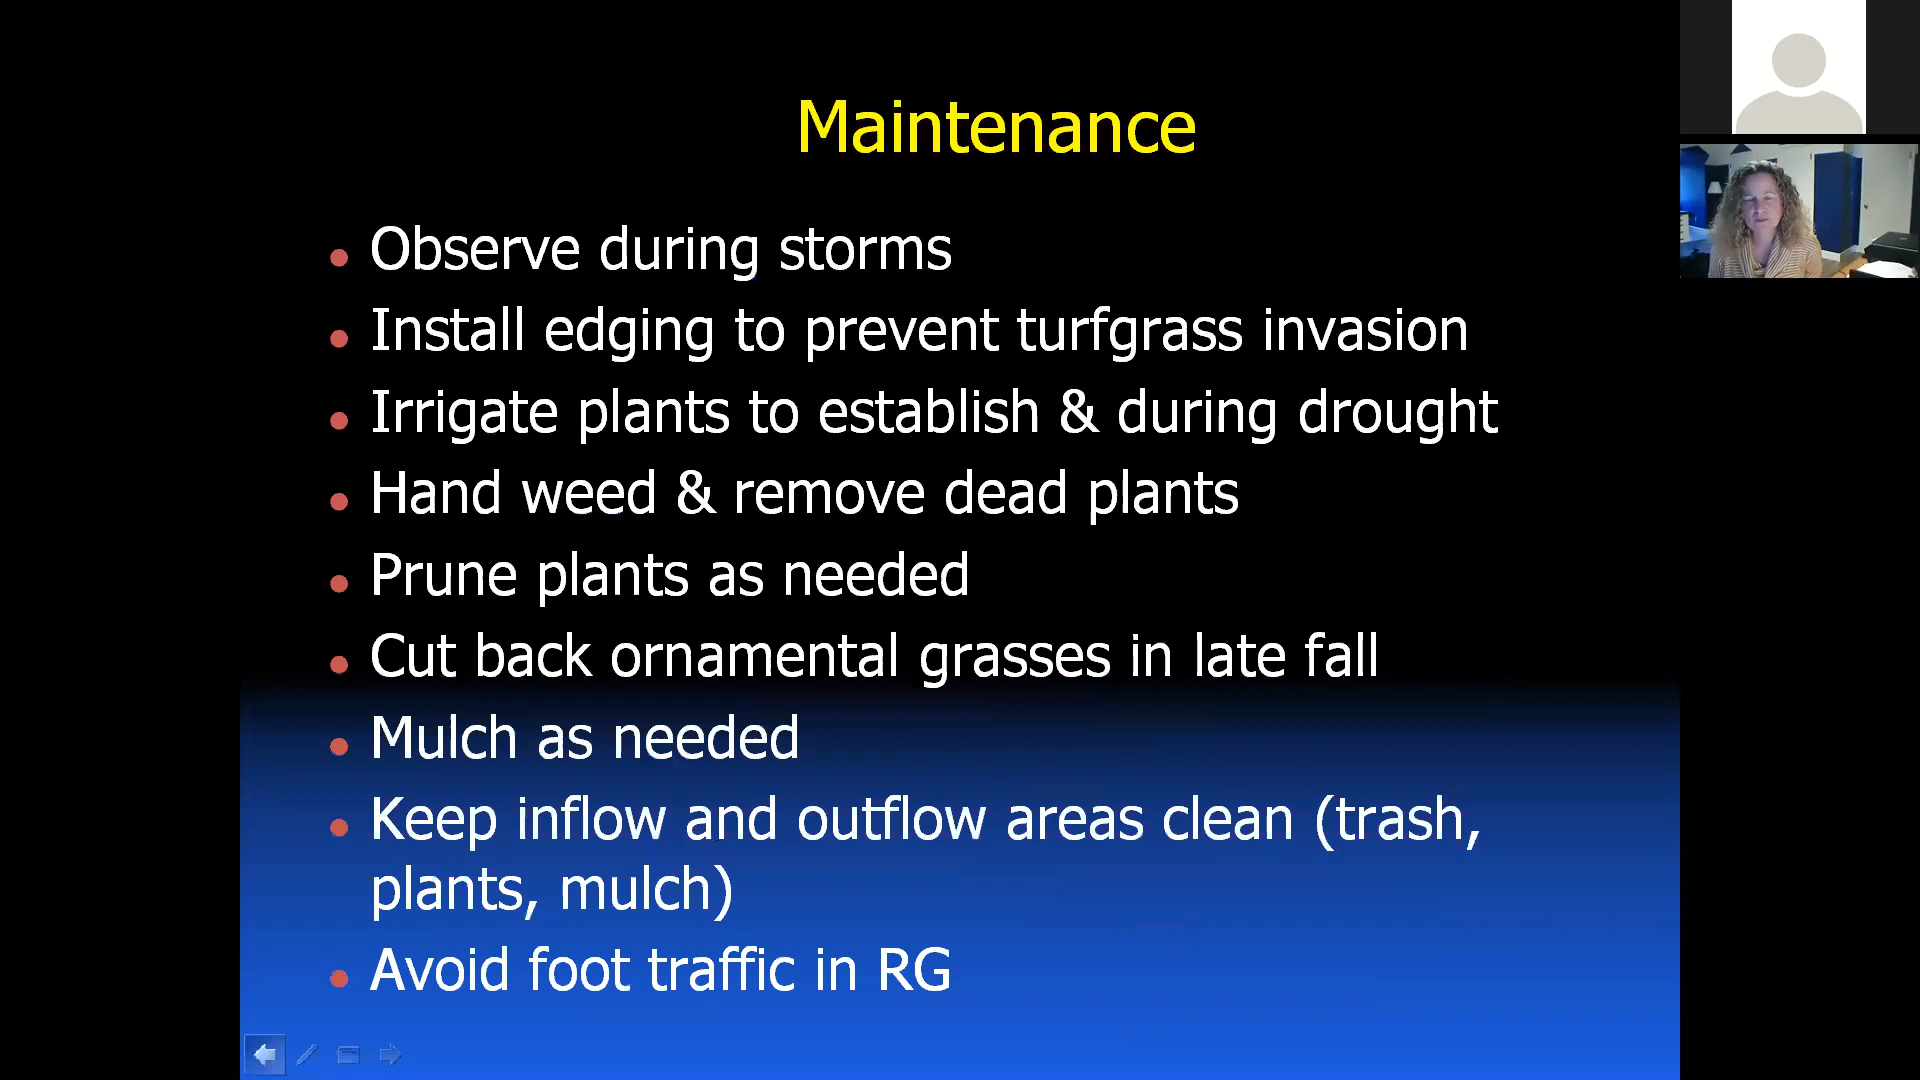 Maintenance
Observe during storms
Install edging to prevent turfgrass invasion
Irrigate plants to establish & during drought
Hand weed & remove dead plants
Prune plants as needed
Cut back ornamental grasses in late fall
Mulch as needed
Keep inflow and outflow areas clean (trash,
plants, mulch)
Avoid foot traffic in RG